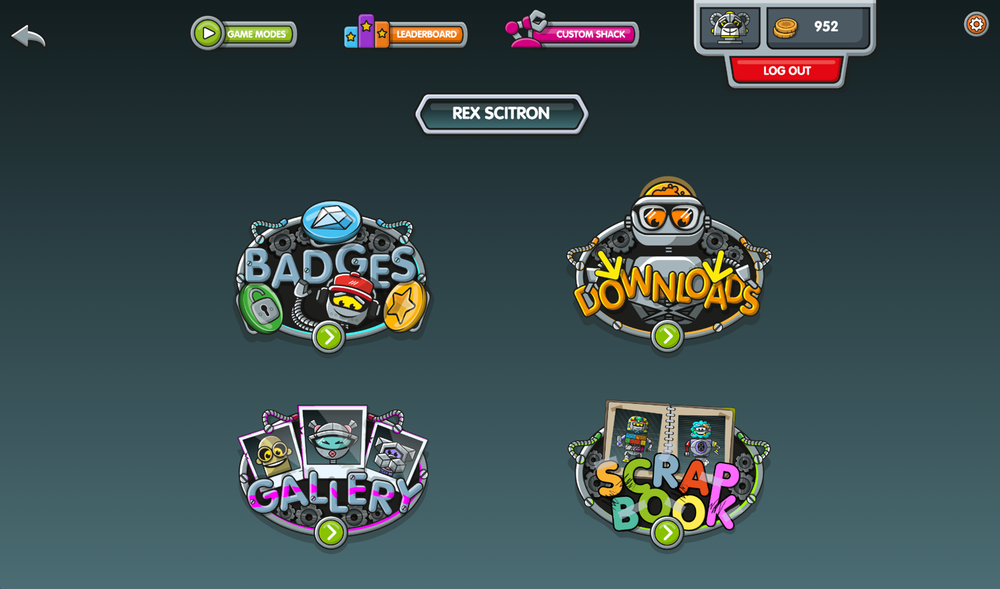 GAME MODES
LEADERBOARD
CUSTOM SHACK
952
LOG OUT
REX SCITRON
BADGES
DOWNLOADS
GALLERY
SCRAP
BOOK